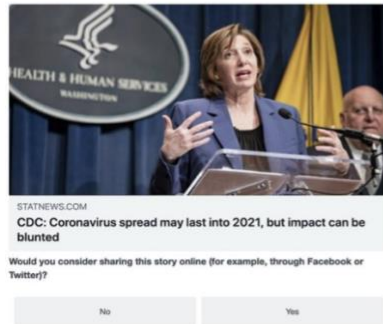 HEALTH & HUMAN SERVICES
WASHINGTON
STATNEWS.COM
CDC: Coronavirus spread may last into 2021, but impact can be
blunted
Would you consider sharing this story online (for example, through Facebook or
Twitter)?
No Yes